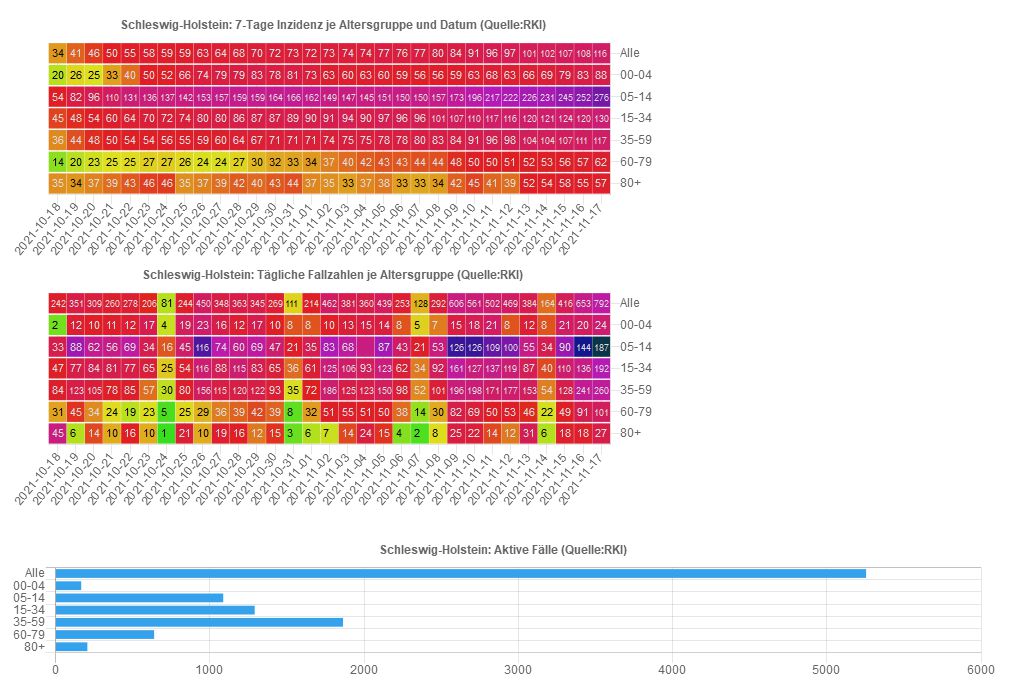 Schleswig-Holstein: 7-Tage Inzidenz je Altersgruppe und Datum (Quelle:RKI)
34 41 46 50 55 58 59 59 63 64 68 70 72 73 72 73 74 74 77 76 77 80 84 91 96 97 101 102 107 108 116 Alle
20 26 25 33 40 50 52 66 74 79 79 83 78 81 73 63 60 63 60 59 56 56 59 63 68 63 66 69 79 83 88 00-04
54 82 96 110 131 136 137 142 153 157 159 159 164 166 162 149 147 145 151 150 150 157 173 196 217 222 226 231 245 252 276 05-14
45 48 54 60 64 70 72 74 80 80 86 87 87 89 90 91 94 90 97 96 96 101 107 110 117 116 120 121 124 120 130 15-34
36 44 48 50 54 54 56 55 59 60 64 67 71 71 71 74 75 75 78 78 80 83 84 91 96 98 104 104 107 111 117 35-59
14 20 23 25 25 27 27 26 24 24 27 30 32 33 34 37 40 42 43 43 44 44 48 50 50 51 52 53 56 57 62 60-79
35 34 37 39 43 46 46 35 37 39 42 40 43 44 37 35 33 37 38 33 33 34 42 45 41 39 52 54 58 55 57 80+
2021-10-18 2021-10-19 2021-10-20 2021-10-21 2021-10-22 2021-10-23 2021-10-24 2021-10-25 2021-10-26 2021-10-27 2021-10-28 2021-10-29 2021-10-30 2021-10-31 2021-11-01 2021-11-02 2021-11-03 2021-11-04 2021-11-05 2021-11-06 2021-11-07 2021-11-08 2021-11-09 2021-11-10 2021-11-11 2021-11-12 2021-11-13 2021-11-14 2021-11-15 2021-11-16 2021-11-17
Schleswig-Holstein: Tägliche Fallzahlen je Altersgruppe (Quelle:RKI)
242 351 309 260 278 206 81 244 450 348 363 345 269 111 214 462 381 360 439 253 128 292 606 561 502 469 384 164 416 653 792 Alle
2 12 10 11 12 17 4 19 23 16 12 17 10 8 8 10 13 15 14 8 5 7 15 18 21 8 12 8 21 20 24 00-04
33 88 62 56 69 34 16 45 116 74 60 69 47 21 35 83 68 87 43 21 53 126 126 109 100 55 34 90 144 187 05-14
47 77 84 81 77 65 25 54 116 88 115 83 65 36 61 125 106 93 123 62 34 92 161 127 137 119 87 40 110 136 192 15-34
84 123 105 78 85 57 30 80 156 115 120 122 93 35 72 186 125 123 154 98 52 101 196 198 171 177 153 54 128 241 260 35-59
31 45 34 24 19 23 5 25 29 36 39 42 39 8 32 51 55 51 50 38 14 30 82 69 50 53 46 22 49 91 101 60-79
45 6 14 10 16 10 1 21 10 19 16 12 15 3 6 7 14 24 15 4 2 8 25 22 14 12 31 6 18 18 27 80+
2021-10-18 2021-10-19 2021-10-20 2021-10-21 2021-10-22 2021-10-23 2021-10-24 2021-10-25 2021-10-26 2021-10-27 2021-10-28 2021-10-29 2021-10-30 2021-10-31 2021-11-01 2021-11-02 2021-11-03 2021-11-04 2021-11-05 2021-11-06 2021-11-07 2021-11-08 2021-11-09 2021-11-10 2021-11-11 2021-11-12 2021-11-13 2021-11-14 2021-11-15 2021-11-16 2021-11-17
Schleswig-Holstein: Aktive Fälle (Quelle:RKI)
Alle
00-04
05-14
15-34
35-59
60-79
80+
0 1000 2000 3000 4000 5000 6000